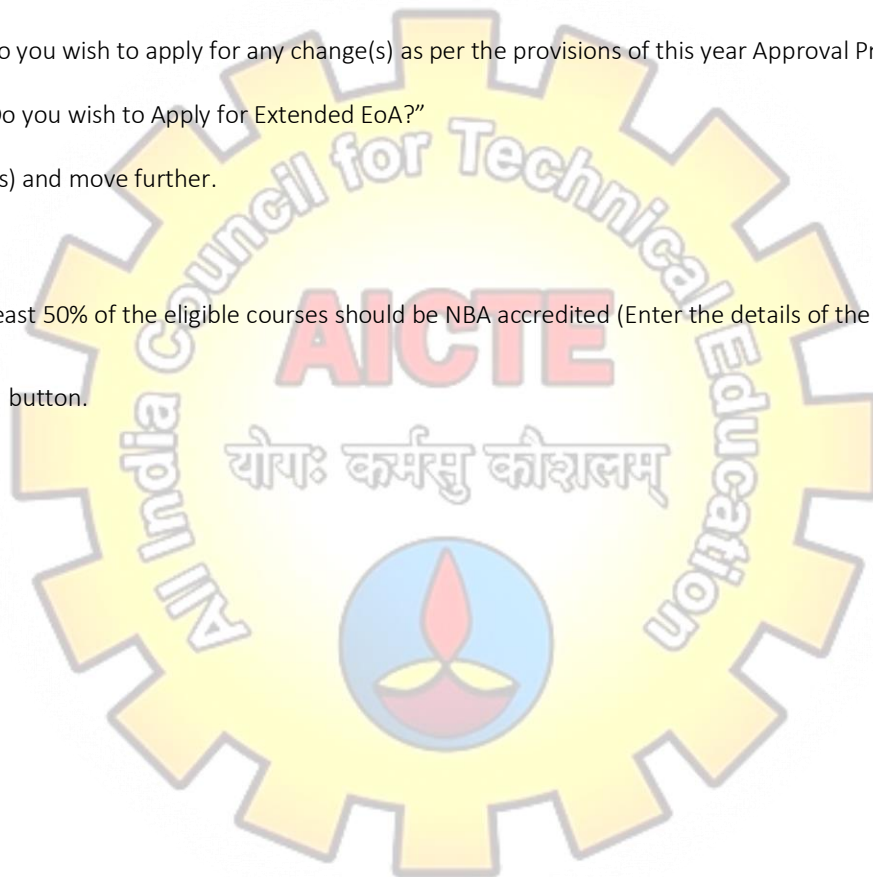 o you wish to apply for any change(s) as per the provisions of this year Approval Pr
o you wish to Apply for Extended EoA?”
s) and move further.
All India Council for Technical Education
east 50% of the eligible courses should be NBA accredited (Enter the details of the
AICTE
button.
योगः कर्मसु कौशलम्